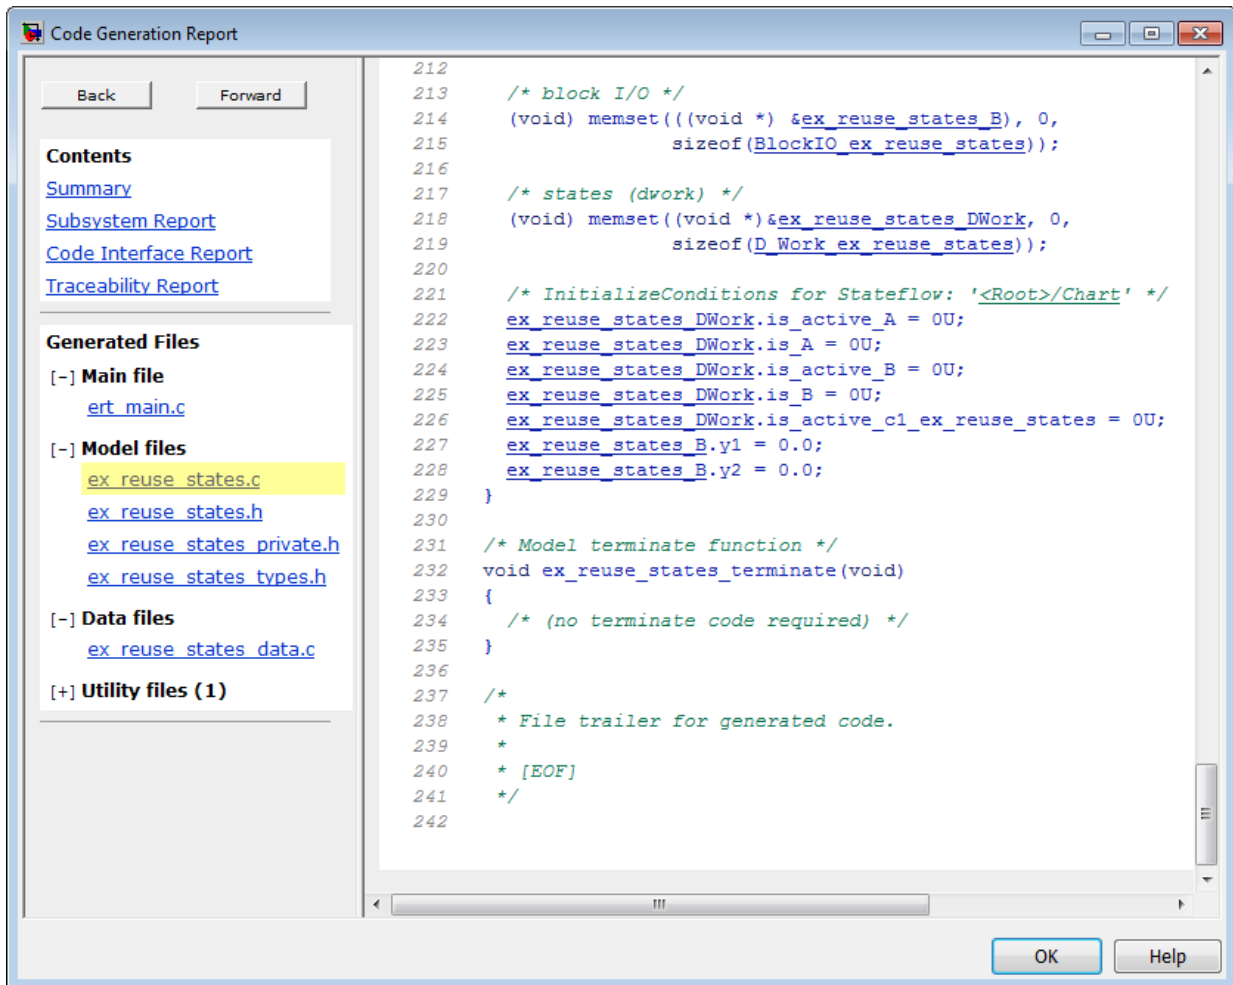 Code Generation Report
Back Forward
Contents
Summary
Subsystem Report
Code Interface Report
Traceability Report
Generated Files
[-] Main file
ert_main.c
[-] Model files
ex_reuse_states.c
ex_reuse_states.h
ex_reuse_states_private.h
ex_reuse_states_types.h
[-] Data files
ex_reuse_states_data.c
[+] Utility files (1)
212
213 /* block I/O */
214 (void) memset(((void *) &ex_reuse_states_B), 0,
215 sizeof(BlockIO_ex_reuse_states));
216
217 /* states (dwork) */
218 (void) memset((void *)&ex_reuse_states_DWork, 0,
219 sizeof(D_Work_ex_reuse_states));
220
221 /* InitializeConditions for Stateflow: '<Root>/Chart' */
222 ex_reuse_states_DWork.is_active_A = 0U;
223 ex_reuse_states_DWork.is_A = 0U;
224 ex_reuse_states_DWork.is_active_B = 0U;
225 ex_reuse_states_DWork.is_B = 0U;
226 ex_reuse_states_DWork.is_active_c1_ex_reuse_states = 0U;
227 ex_reuse_states_B.y1 = 0.0;
228 ex_reuse_states_B.y2 = 0.0;
229 }
230
231 /* Model terminate function */
232 void ex_reuse_states_terminate(void)
233 {
234 /* (no terminate code required) */
235 }
236
237 /*
238 * File trailer for generated code.
239 *
240 * [EOF]
241 */
242
OK Help